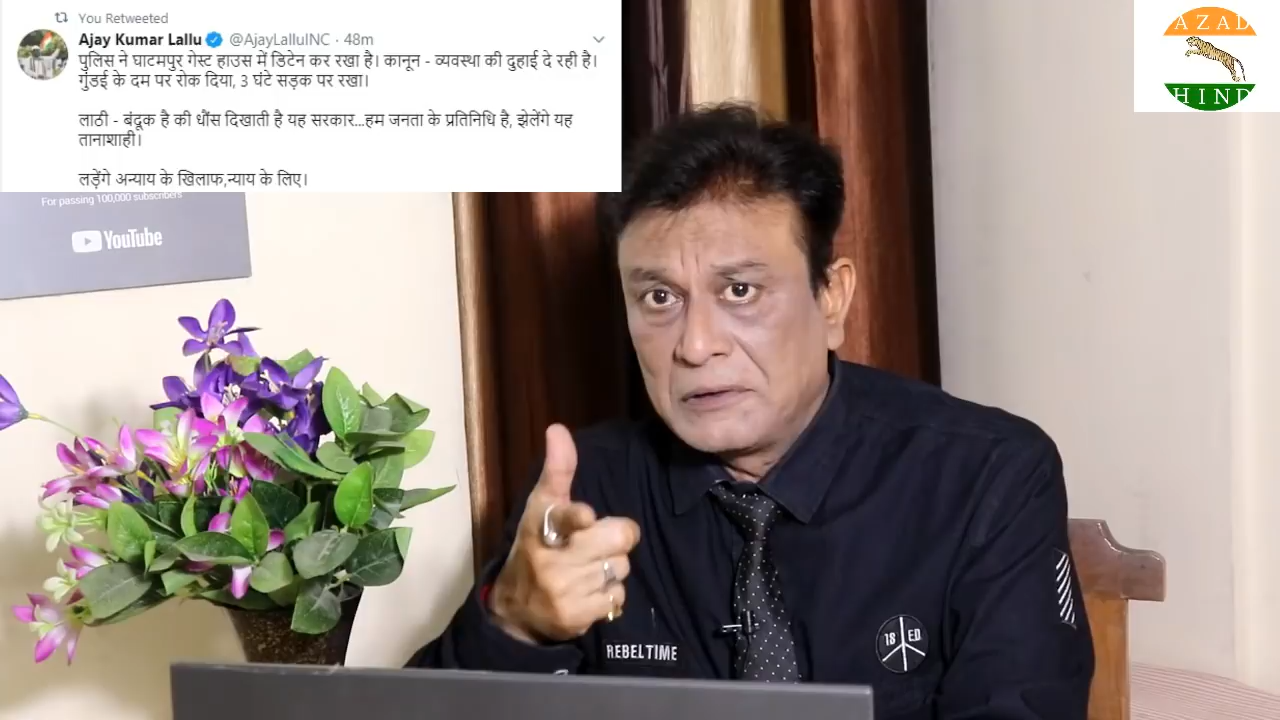 You Retweeted
Ajay Kumar Lallu @AjayLalluINC · 48m
पुलिस ने घाटमपुर गेस्ट हाउस में डिटेन कर रखा है। कानून - व्यवस्था की दुहाई दे रही है।
गुंडई के दम पर रोक दिया, 3 घंटे सड़क पर रखा।
लाठी - बंदूक है की धौंस दिखाती है यह सरकार...हम जनता के प्रतिनिधि है, झेलेंगे यह
तानाशाही।
लड़ेंगे अन्याय के खिलाफ,न्याय के लिए।
AZAD
HIND
For passing 100,000 subscribers
YouTube
REBELTIME
18 ED.